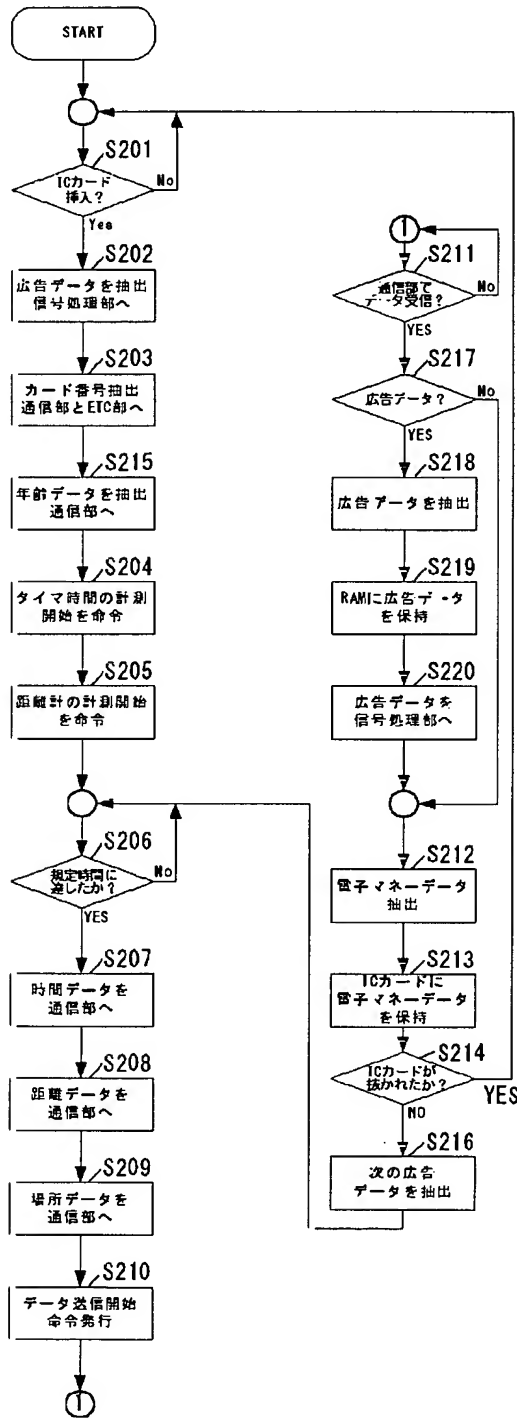 START
S201
ICカード
挿入？
No
Yes
S202
広告データを抽出
信号処理部へ
S203
カード番号抽出
通信部とETC部へ
S215
年齢データを抽出
通信部へ
S204
タイマ時間の計測
開始を命令
S205
距離計の計測開始
を命令
S206
規定時間に
達したか？
No
YES
S207
時間データを
通信部へ
S208
距離データを
通信部へ
S209
場所データを
通信部へ
S210
データ送信開始
命令発行
1
1
S211
通信部で
データ受信？
No
YES
S217
広告データ？
No
YES
S218
広告データを抽出
S219
RAMに広告データ
を保持
S220
広告データを
信号処理部へ
S212
電子マネーデータ
抽出
S213
ICカードに
電子マネーデータ
を保持
S214
ICカードが
抜かれたか？
YES
NO
S216
次の広告
データを抽出